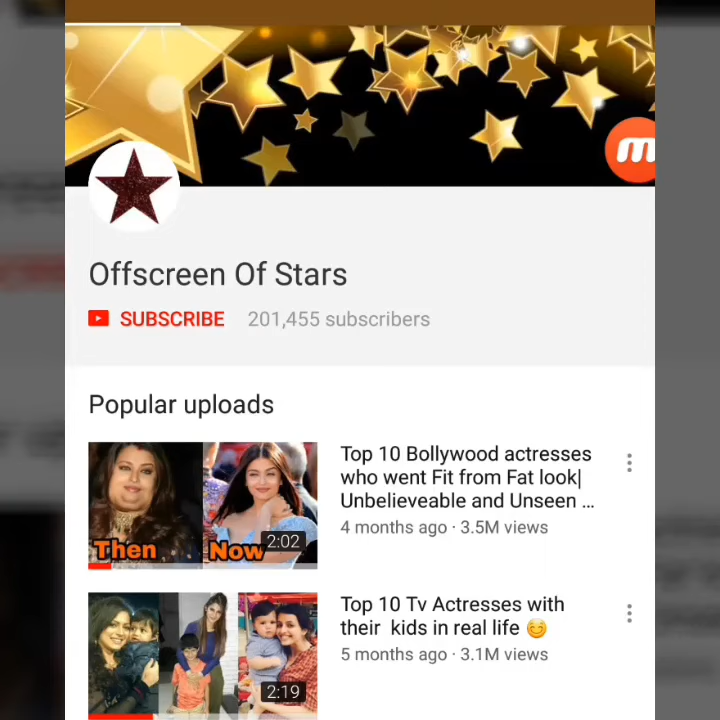 m
Offscreen Of Stars
SUBSCRIBE 201,455 subscribers
Popular uploads
Then Now 2:02
Top 10 Bollywood actresses
who went Fit from Fat look|
Unbelieveable and Unseen ...
4 months ago · 3.5M views
2:19
Top 10 Tv Actresses with
their kids in real life 😊
5 months ago · 3.1M views